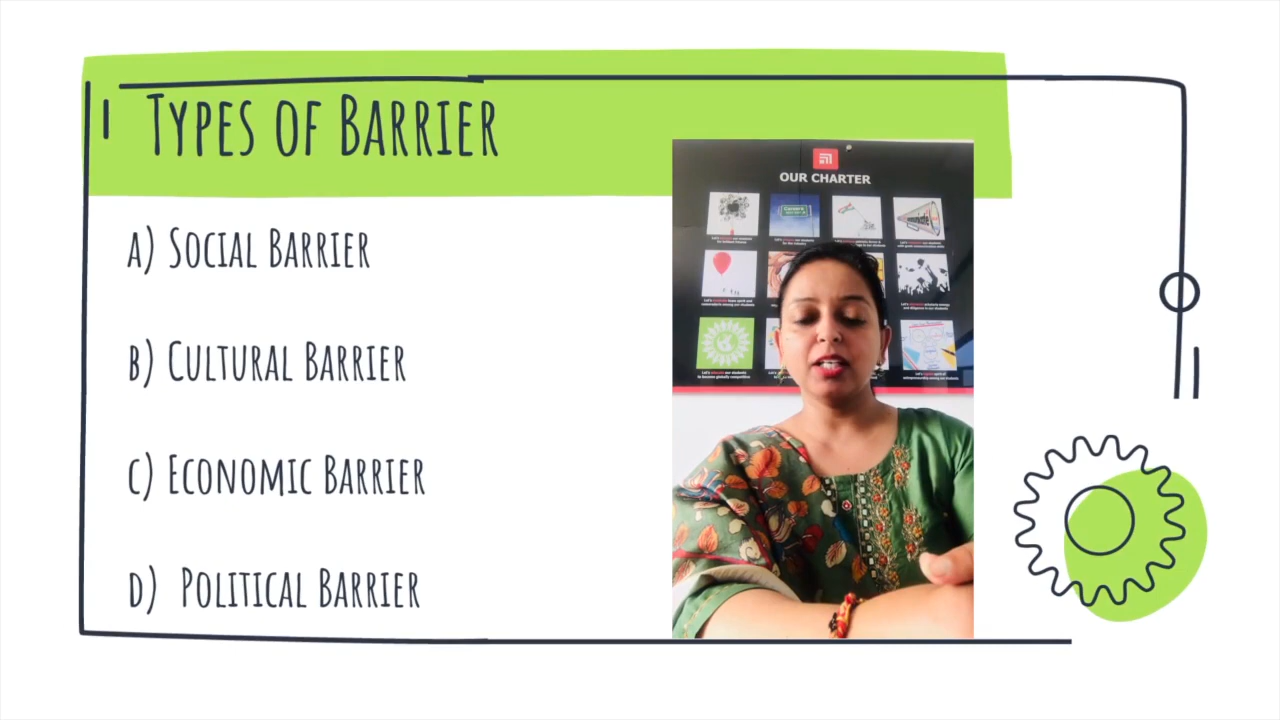 Types of Barrier
a) Social Barrier
b) Cultural Barrier
c) Economic Barrier
d) Political Barrier
OUR CHARTER